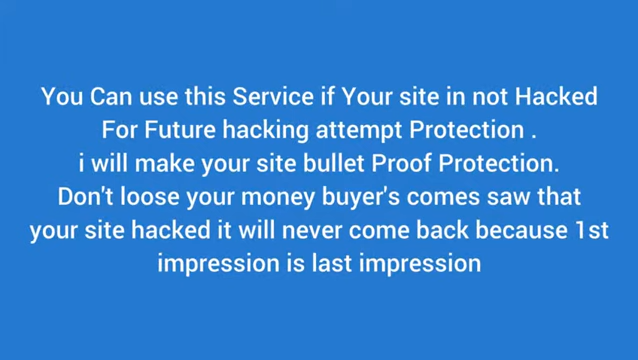 You Can use this Service if Your site in not Hacked
For Future hacking attempt Protection .
i will make your site bullet Proof Protection.
Don't loose your money buyer's comes saw that
your site hacked it will never come back because 1st
impression is last impression